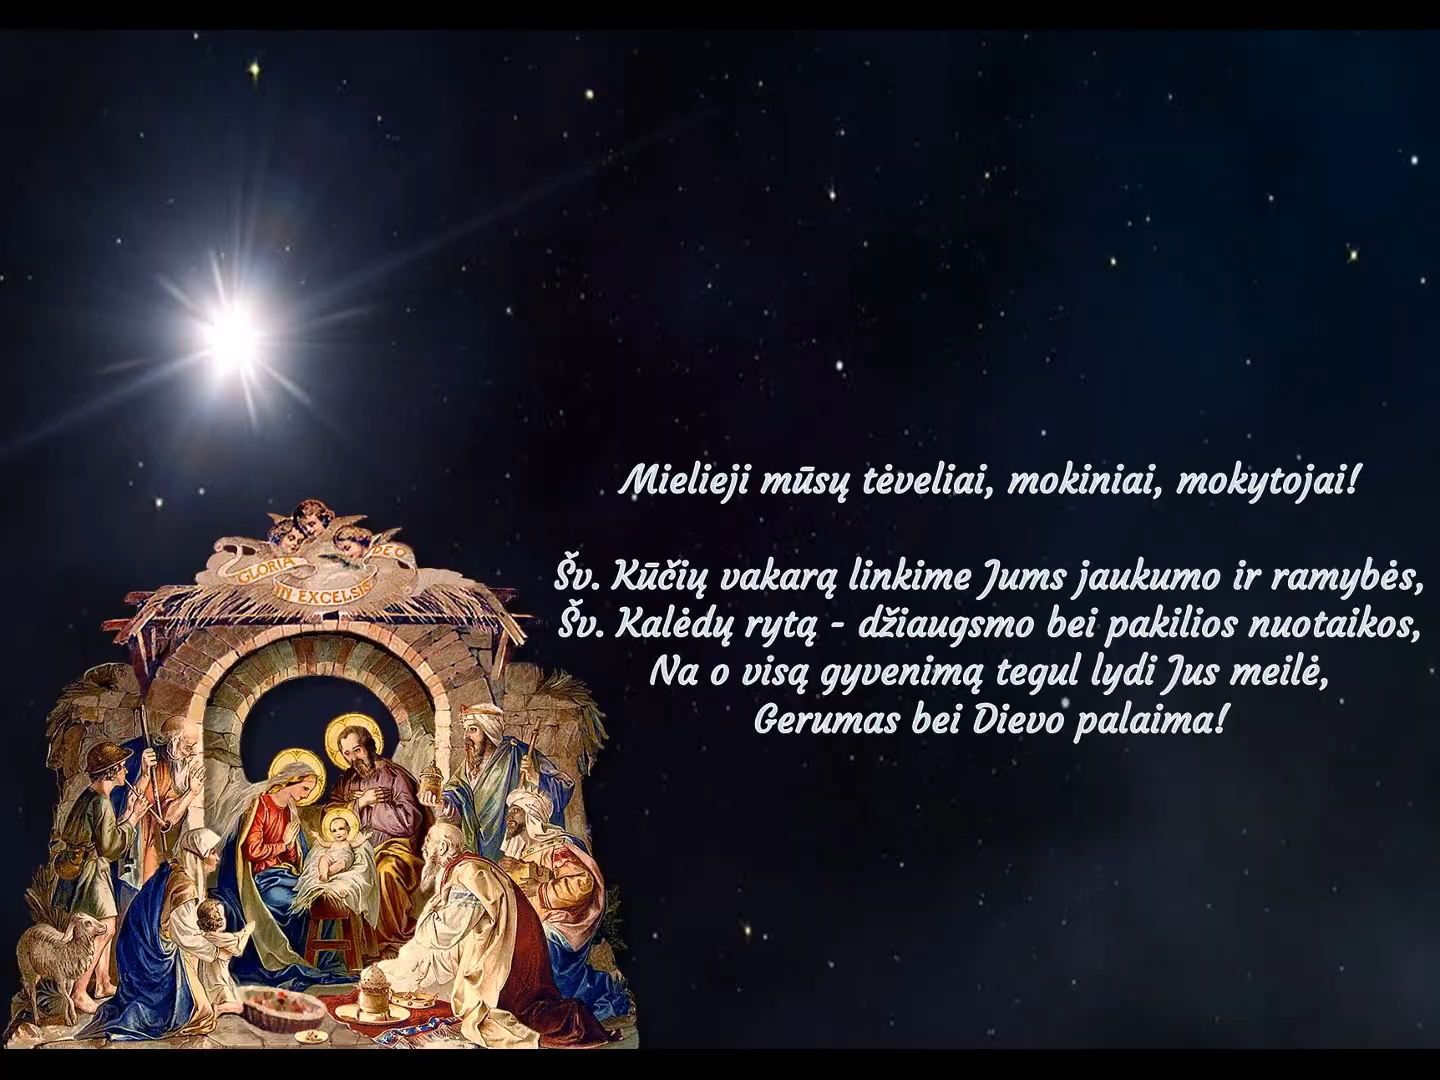 Mielieji mūsų tėveliai, mokiniai, mokytojai!
Šv. Kūčių vakarą linkime Jums jaukumo ir ramybės,
Šv. Kalėdų rytą - džiaugsmo bei pakilios nuotaikos,
Na o visą gyvenimą tegul lydi Jus meilė,
Gerumas bei Dievo palaima!
GLORIA
IN EXCELSIS
DEO